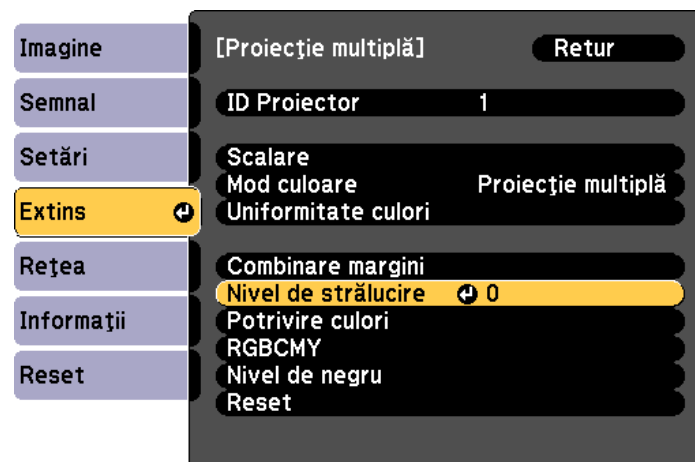 Imagine
Semnal
Setări
Extins
Reţea
Informaţii
Reset
[Proiecţie multiplă] Retur
ID Proiector 1
Scalare
Mod culoare Proiecţie multiplă
Uniformitate culori
Combinare margini
Nivel de strălucire 0
Potrivire culori
RGBCMY
Nivel de negru
Reset